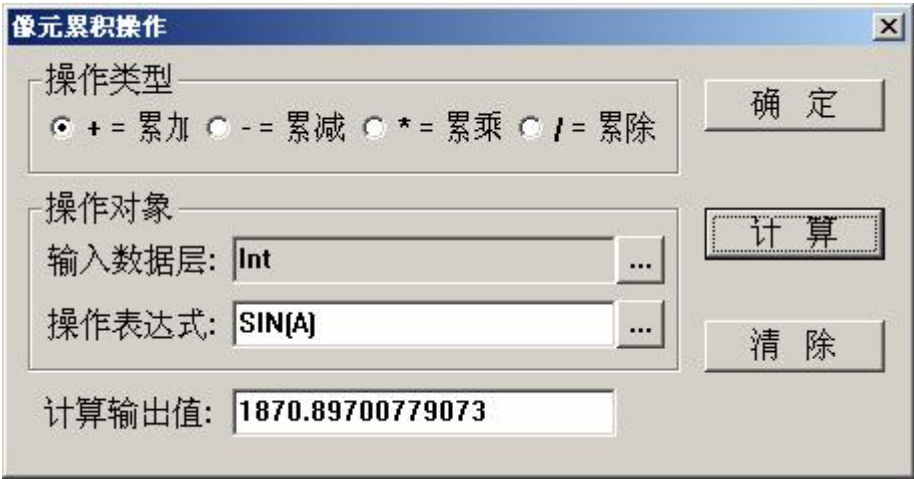 像元累积操作
操作类型
+ = 累加 - = 累减 * = 累乘 / = 累除
确 定
操作对象
输入数据层: Int ...
计 算
操作表达式: SIN(A) ...
清 除
计算输出值: 1870.89700779073